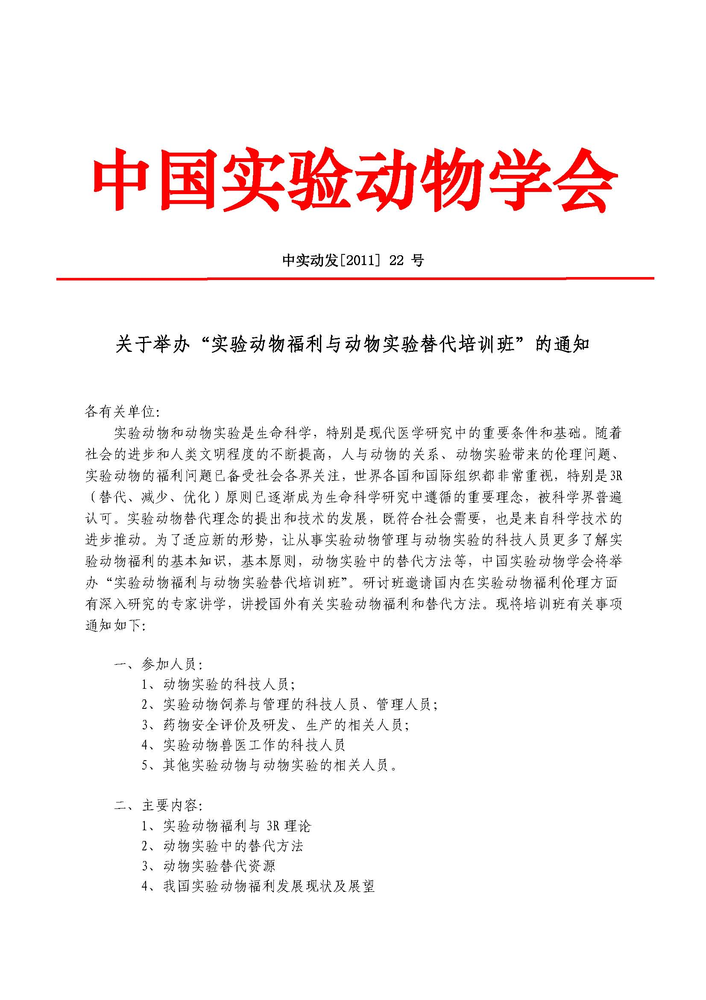 中国实验动物学会
中实动发[2011] 22 号
关于举办“实验动物福利与动物实验替代培训班”的通知
各有关单位：
实验动物和动物实验是生命科学，特别是现代医学研究中的重要条件和基础。随着
社会的进步和人类文明程度的不断提高，人与动物的关系、动物实验带来的伦理问题、
实验动物的福利问题已备受社会各界关注，世界各国和国际组织都非常重视，特别是3R
（替代、减少、优化）原则已逐渐成为生命科学研究中遵循的重要理念，被科学界普遍
认可。实验动物替代理念的提出和技术的发展，既符合社会需要，也是来自科学技术的
进步推动。为了适应新的形势，让从事实验动物管理与动物实验的科技人员更多了解实
验动物福利的基本知识，基本原则，动物实验中的替代方法等，中国实验动物学会将举
办“实验动物福利与动物实验替代培训班”。研讨班邀请国内在实验动物福利伦理方面
有深入研究的专家讲学，讲授国外有关实验动物福利和替代方法。现将培训班有关事项
通知如下：
一、参加人员：
1、动物实验的科技人员；
2、实验动物饲养与管理的科技人员、管理人员；
3、药物安全评价及研发、生产的相关人员；
4、实验动物兽医工作的科技人员
5、其他实验动物与动物实验的相关人员。
二、主要内容：
1、实验动物福利与 3R 理论
2、动物实验中的替代方法
3、动物实验替代资源
4、我国实验动物福利发展现状及展望